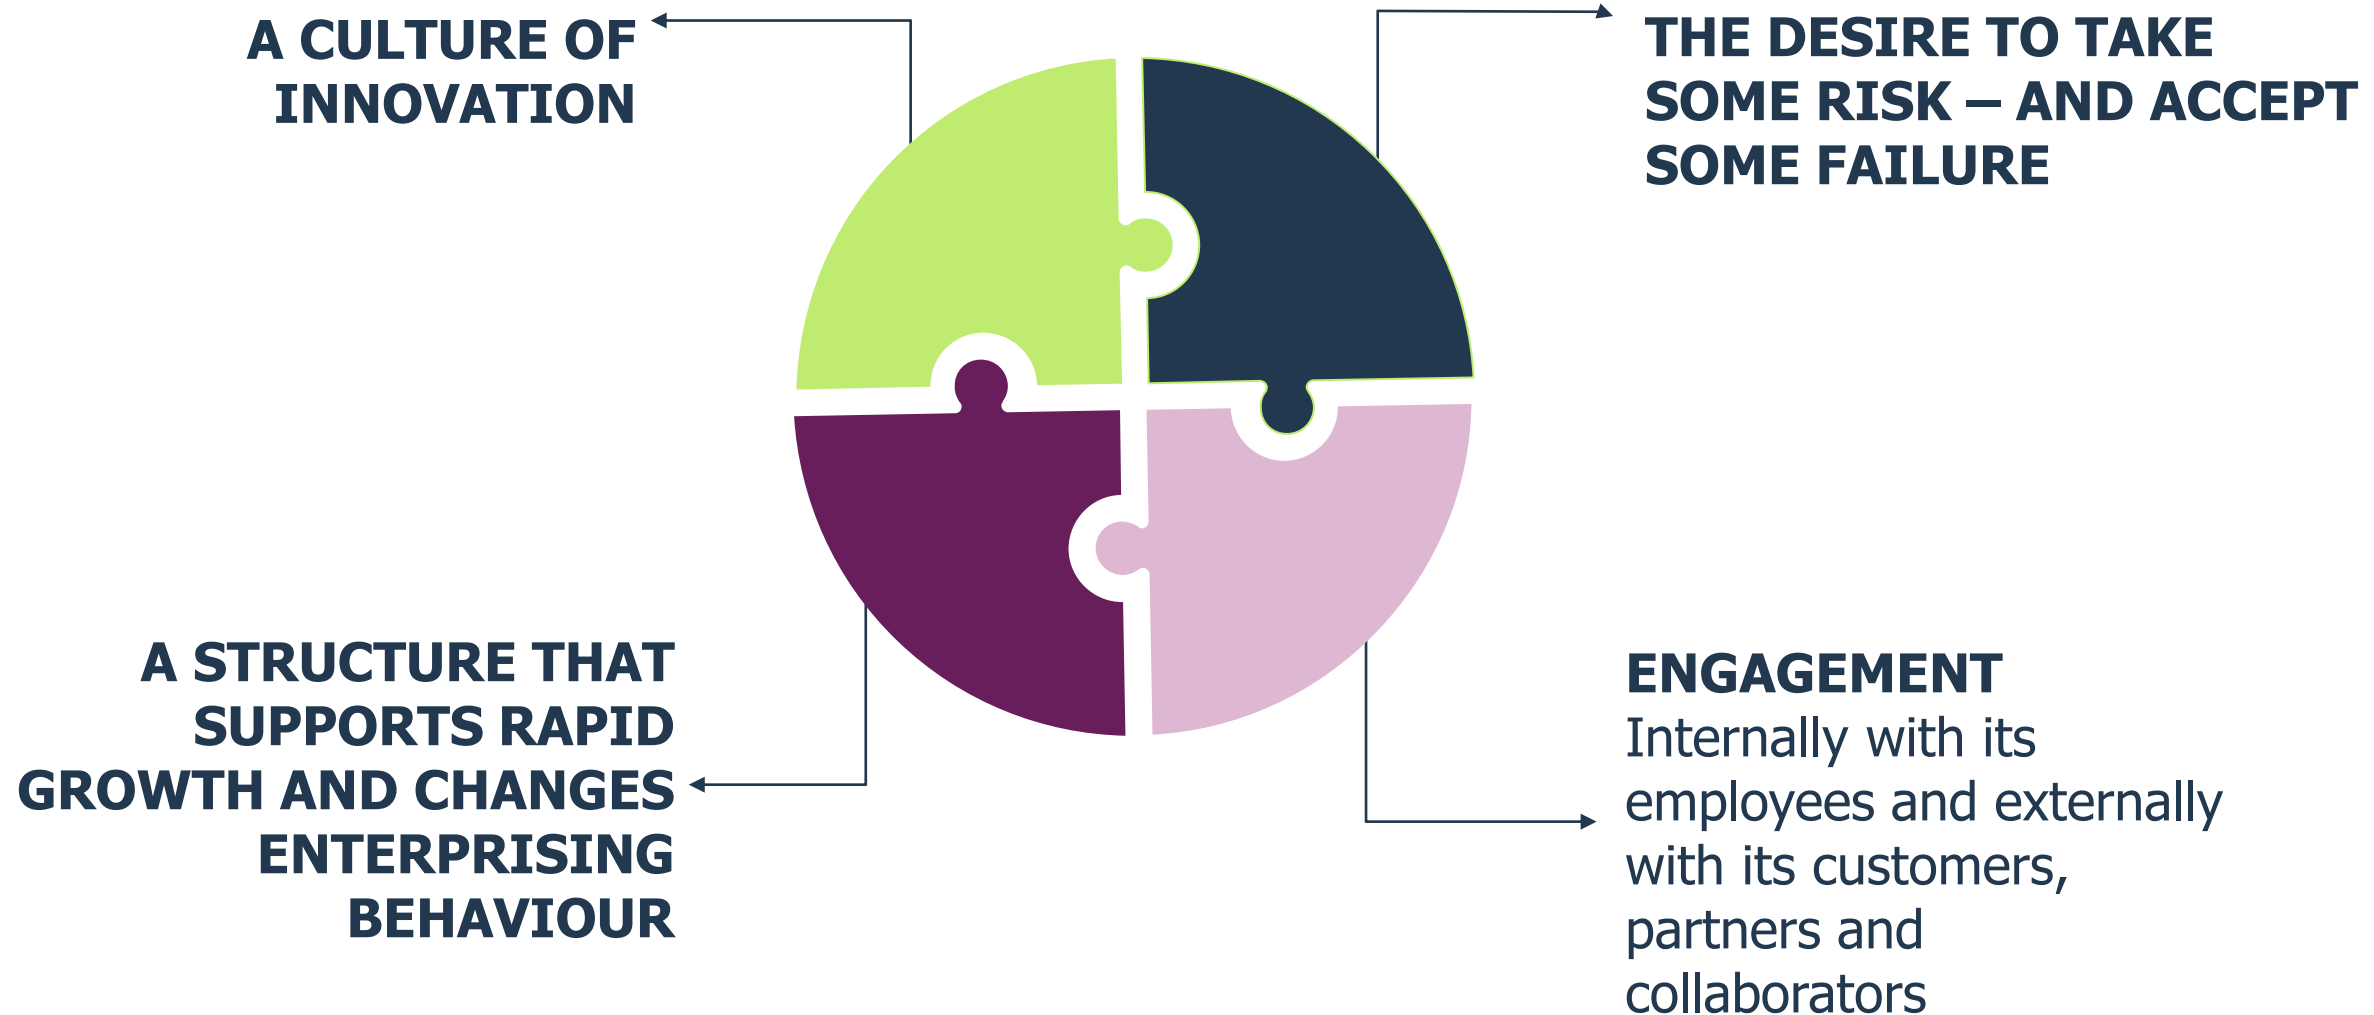 A CULTURE OF
INNOVATION
THE DESIRE TO TAKE
SOME RISK – AND ACCEPT
SOME FAILURE
A STRUCTURE THAT
SUPPORTS RAPID
GROWTH AND CHANGES
ENTERPRISING
BEHAVIOUR
ENGAGEMENT
Internally with its
employees and externally
with its customers,
partners and
collaborators